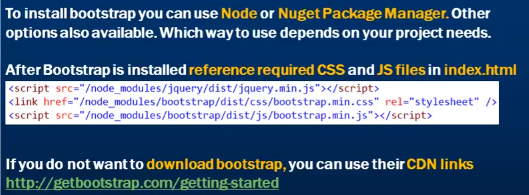 To install bootstrap you can use Node or Nuget Package Manager. Other
options also available. Which way to use depends on your project needs.
After Bootstrap is installed reference required CSS and JS files in index.html
<script src="/node_modules/jquery/dist/jquery.min.js"></script>
<link href="/node_modules/bootstrap/dist/css/bootstrap.min.css" rel="stylesheet" />
<script src="/node_modules/bootstrap/dist/js/bootstrap.min.js"></script>
If you do not want to download bootstrap, you can use their CDN links
http://getbootstrap.com/getting-started